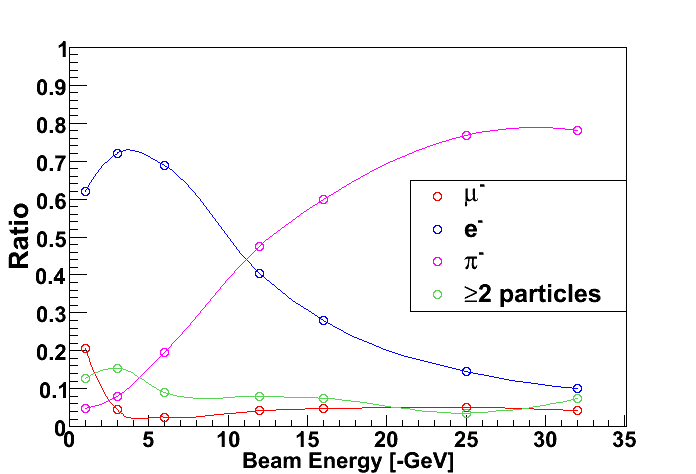 1
0.9
0.8
0.7
0.6
0.5
0.4
0.3
0.2
0.1
0
Ratio
μ-
e-
π-
≥2 particles
0 5 10 15 20 25 30 35
Beam Energy [-GeV]